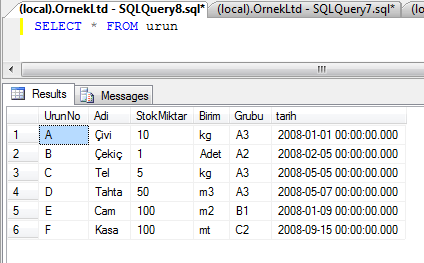 (local).OrnekLtd - SQLQuery8.sql* (local).OrnekLtd - SQLQuery7.sql*
SELECT * FROM urun
Results Messages
UrunNo Adi StokMiktar Birim Grubu tarih
1 A Çivi 10 kg A3 2008-01-01 00:00:00.000
2 B Çekiç 1 Adet A2 2008-02-05 00:00:00.000
3 C Tel 5 kg A3 2008-05-05 00:00:00.000
4 D Tahta 50 m3 A3 2008-05-07 00:00:00.000
5 E Cam 100 m2 B1 2008-01-09 00:00:00.000
6 F Kasa 100 mt C2 2008-09-15 00:00:00.000